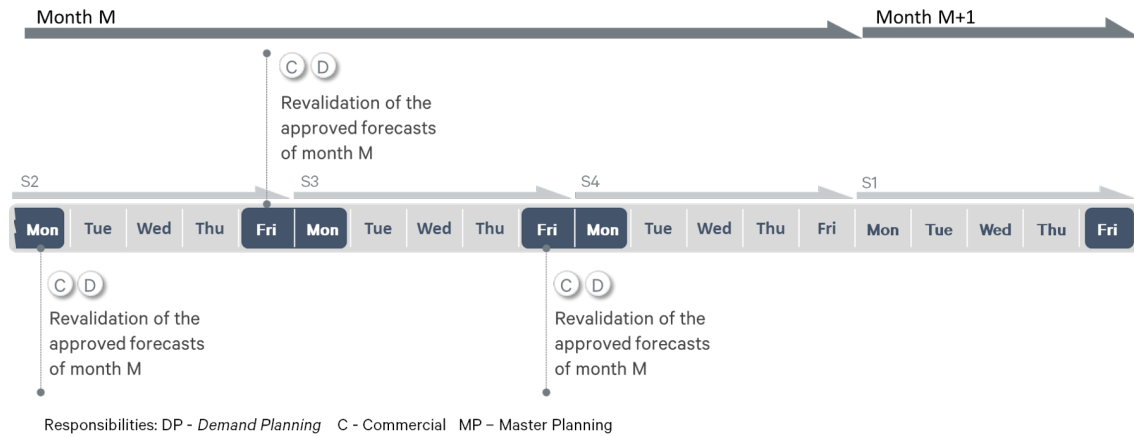 Month M Month M+1
C D
Revalidation of the
approved forecasts
of month M
S2 S3 S4 S1
Mon Tue Wed Thu Fri Mon Tue Wed Thu Fri Mon Tue Wed Thu Fri Mon Tue Wed Thu Fri
C D
Revalidation of the
approved forecasts
of month M
C D
Revalidation of the
approved forecasts
of month M
Responsibilities: DP - Demand Planning C - Commercial MP – Master Planning